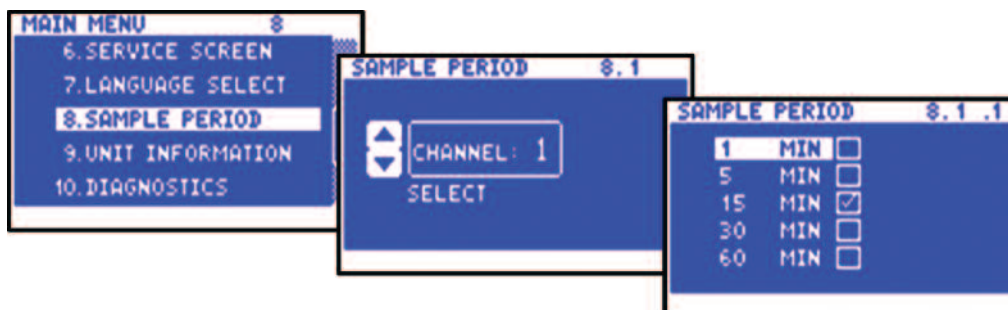 MAIN MENU 8
6.SERVICE SCREEN
7.LANGUAGE SELECT
8.SAMPLE PERIOD
9.UNIT INFORMATION
10.DIAGNOSTICS
SAMPLE PERIOD 8.1
CHANNEL: 1
SELECT
SAMPLE PERIOD 8.1 .1
1 MIN
5 MIN
15 MIN
30 MIN
60 MIN